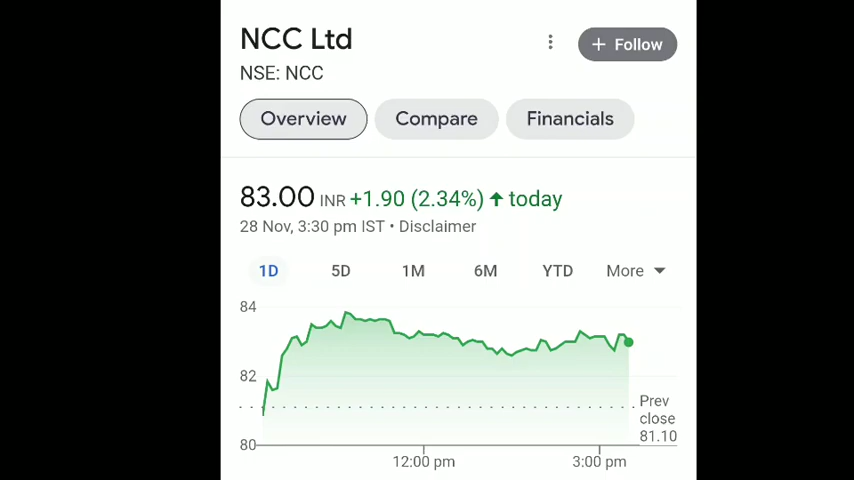 NCC Ltd
+ Follow
NSE: NCC
Overview
Compare
Financials
83.00 INR +1.90 (2.34%) ↑ today
28 Nov, 3:30 pm IST • Disclaimer
1D 5D 1M 6M YTD More
84
82
Prev
close
81.10
80
12:00 pm 3:00 pm